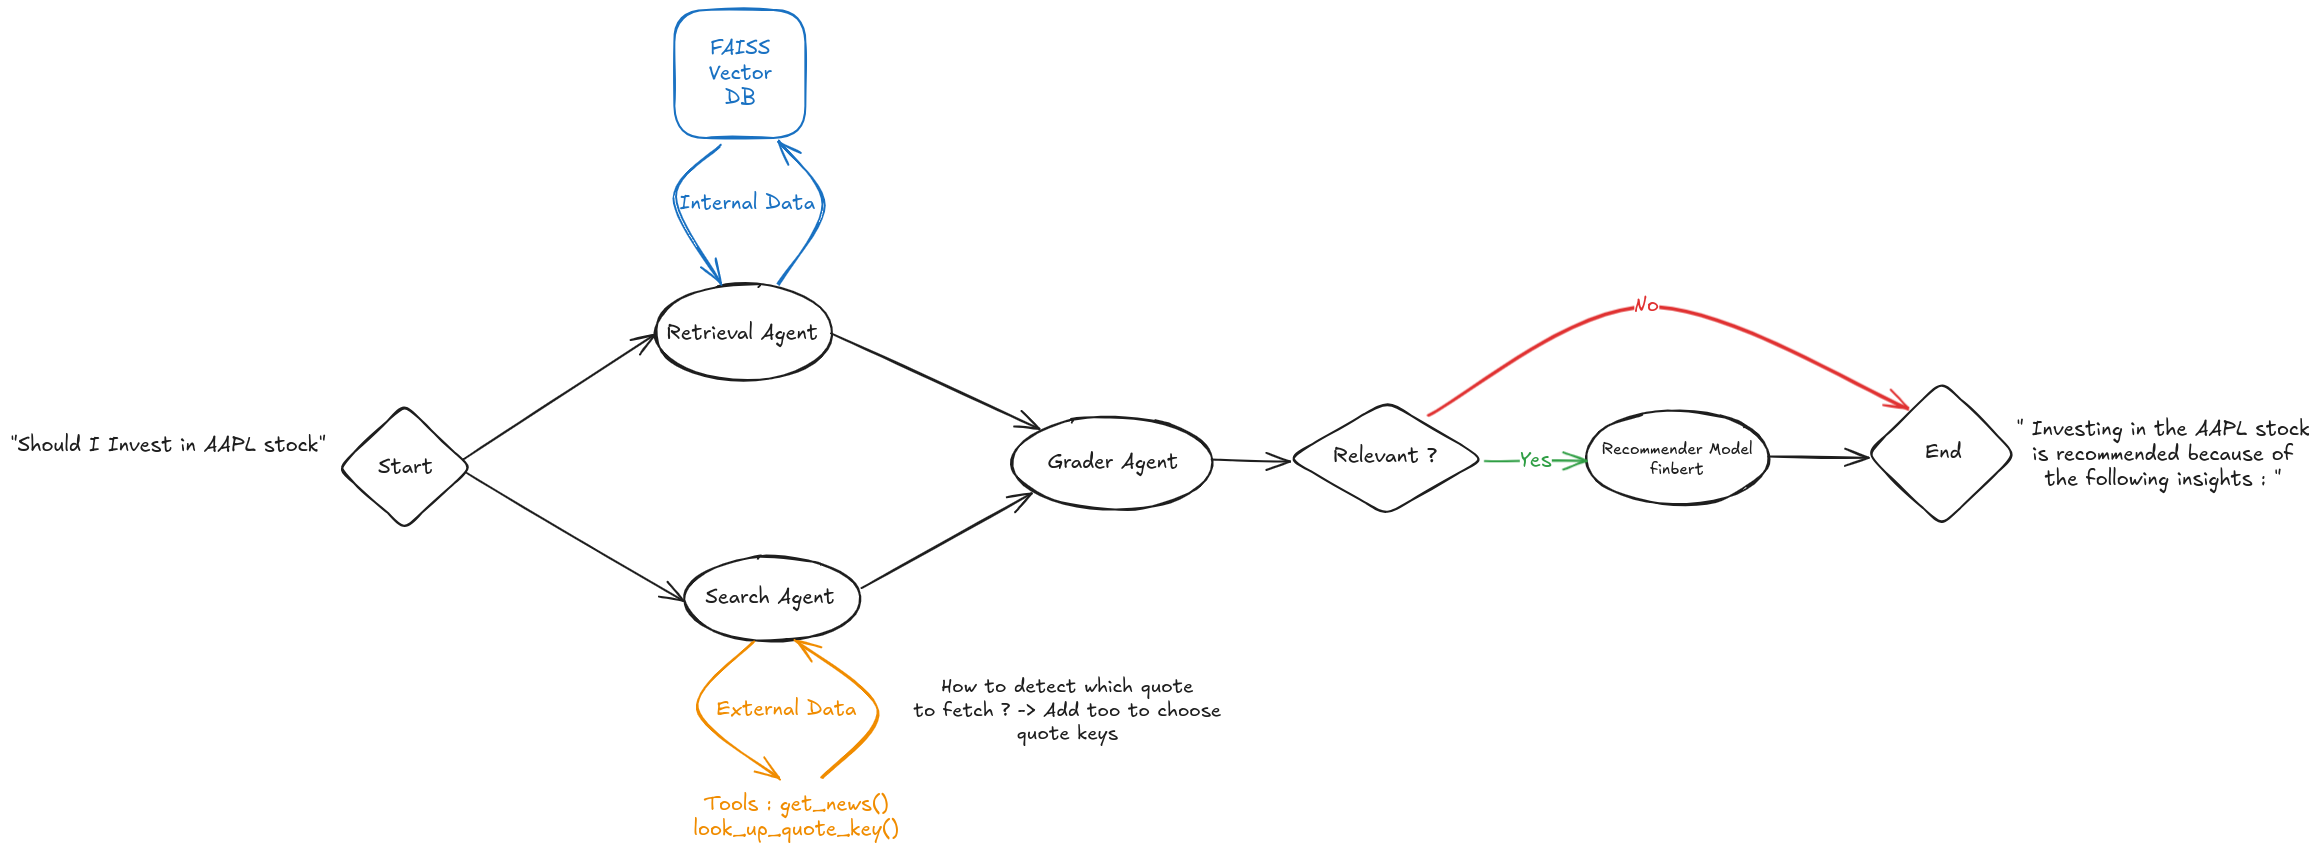 FAISS
Vector
DB
Internal Data
Retrieval Agent
"Should I Invest in AAPL stock"
Start
Search Agent
External Data
Tools : get_news()
look_up_quote_key()
How to detect which quote
to fetch ? -> Add too to choose
quote keys
Grader Agent
Relevant ?
No
Yes
Recommender Model
finbert
End
" Investing in the AAPL stock
is recommended because of
the following insights : "